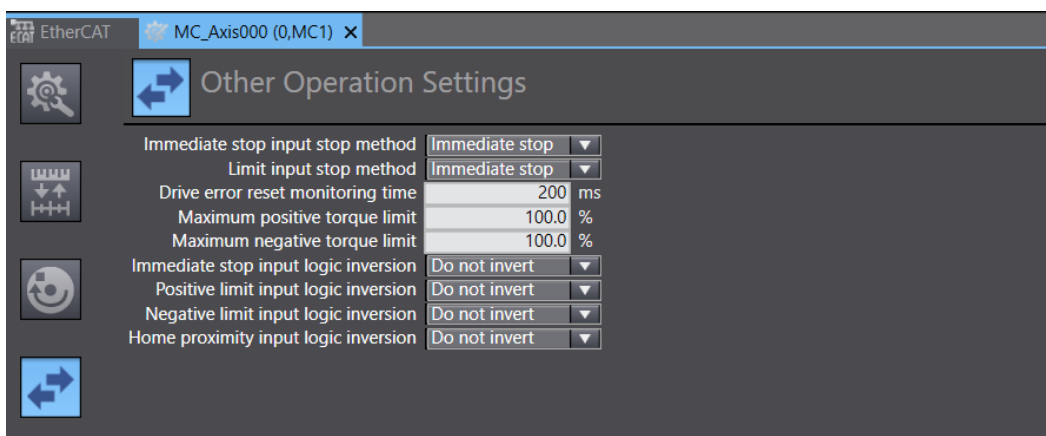 EtherCAT
MC_Axis000 (0,MC1) X
Other Operation Settings
Immediate stop input stop method Immediate stop
Limit input stop method Immediate stop
Drive error reset monitoring time 200 ms
Maximum positive torque limit 100.0 %
Maximum negative torque limit 100.0 %
Immediate stop input logic inversion Do not invert
Positive limit input logic inversion Do not invert
Negative limit input logic inversion Do not invert
Home proximity input logic inversion Do not invert